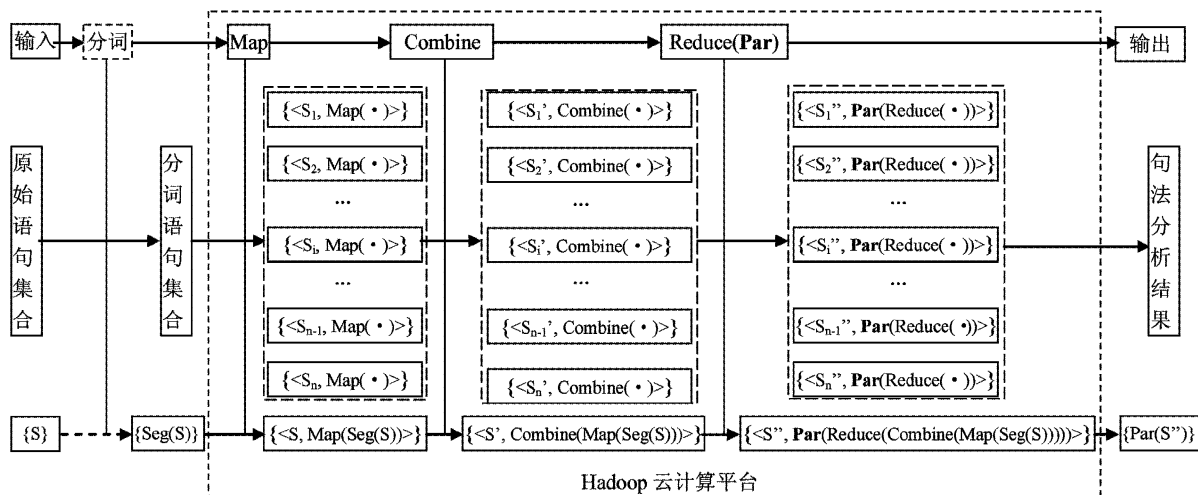 输入
分词
Map
Combine
Reduce(Par)
输出
原始语句集合
分词语句集合
{<S1, Map(·)>}
{<S2, Map(·)>}
...
{<Si, Map(·)>}
...
{<Sn-1, Map(·)>}
{<Sn, Map(·)>}
{<S1’, Combine(·)>}
{<S2’, Combine(·)>}
...
{<Si’, Combine(·)>}
...
{<Sn-1’, Combine(·)>}
{<Sn’, Combine(·)>}
{<S1”, Par(Reduce(·))>}
{<S2”, Par(Reduce(·))>}
...
{<Si”, Par(Reduce(·))>}
...
{<Sn-1”, Par(Reduce(·))>}
{<Sn”, Par(Reduce(·))>}
句法分析结果
{S}
{Seg(S)}
{<S, Map(Seg(S))>}
{<S’, Combine(Map(Seg(S)))>}
{<S”, Par(Reduce(Combine(Map(Seg(S)))))>}
{Par(S”)}
Hadoop 云计算平台